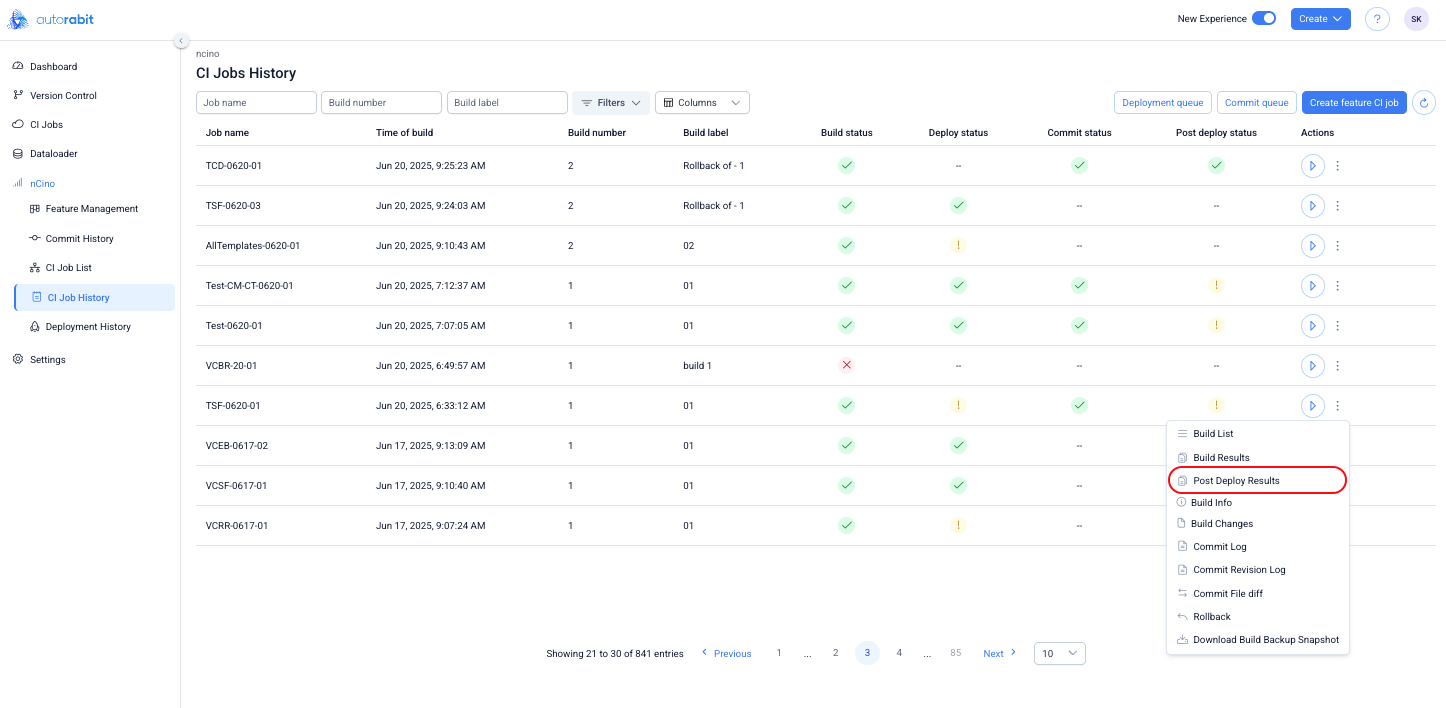 autorabit
New Experience
Create
?
SK
Dashboard
Version Control
CI Jobs
Dataloader
nCino
Feature Management
Commit History
CI Job List
CI Job History
Deployment History
Settings
ncino
CI Jobs History
Job name Build number Build label Filters Columns Deployment queue Commit queue Create feature CI job
Job name Time of build Build number Build label Build status Deploy status Commit status Post deploy status Actions
TCD-0620-01 Jun 20, 2025, 9:25:23 AM 2 Rollback of - 1 --
TSF-0620-03 Jun 20, 2025, 9:24:03 AM 2 Rollback of - 1 -- --
AllTemplates-0620-01 Jun 20, 2025, 9:10:43 AM 2 02 ! -- --
Test-CM-CT-0620-01 Jun 20, 2025, 7:12:37 AM 1 01 !
Test-0620-01 Jun 20, 2025, 7:07:05 AM 1 01 !
VCBR-20-01 Jun 20, 2025, 6:49:57 AM 1 build 1 -- -- --
TSF-0620-01 Jun 20, 2025, 6:33:12 AM 1 01 ! !
VCEB-0617-02 Jun 17, 2025, 9:13:09 AM 1 01 --
VCSF-0617-01 Jun 17, 2025, 9:10:40 AM 1 01 --
VCRR-0617-01 Jun 17, 2025, 9:07:24 AM 1 01 ! --
Build List
Build Results
Post Deploy Results
Build Info
Build Changes
Commit Log
Commit Revision Log
Commit File diff
Rollback
Download Build Backup Snapshot
Showing 21 to 30 of 841 entries Previous 1 ... 2 3 4 ... 85 Next 10